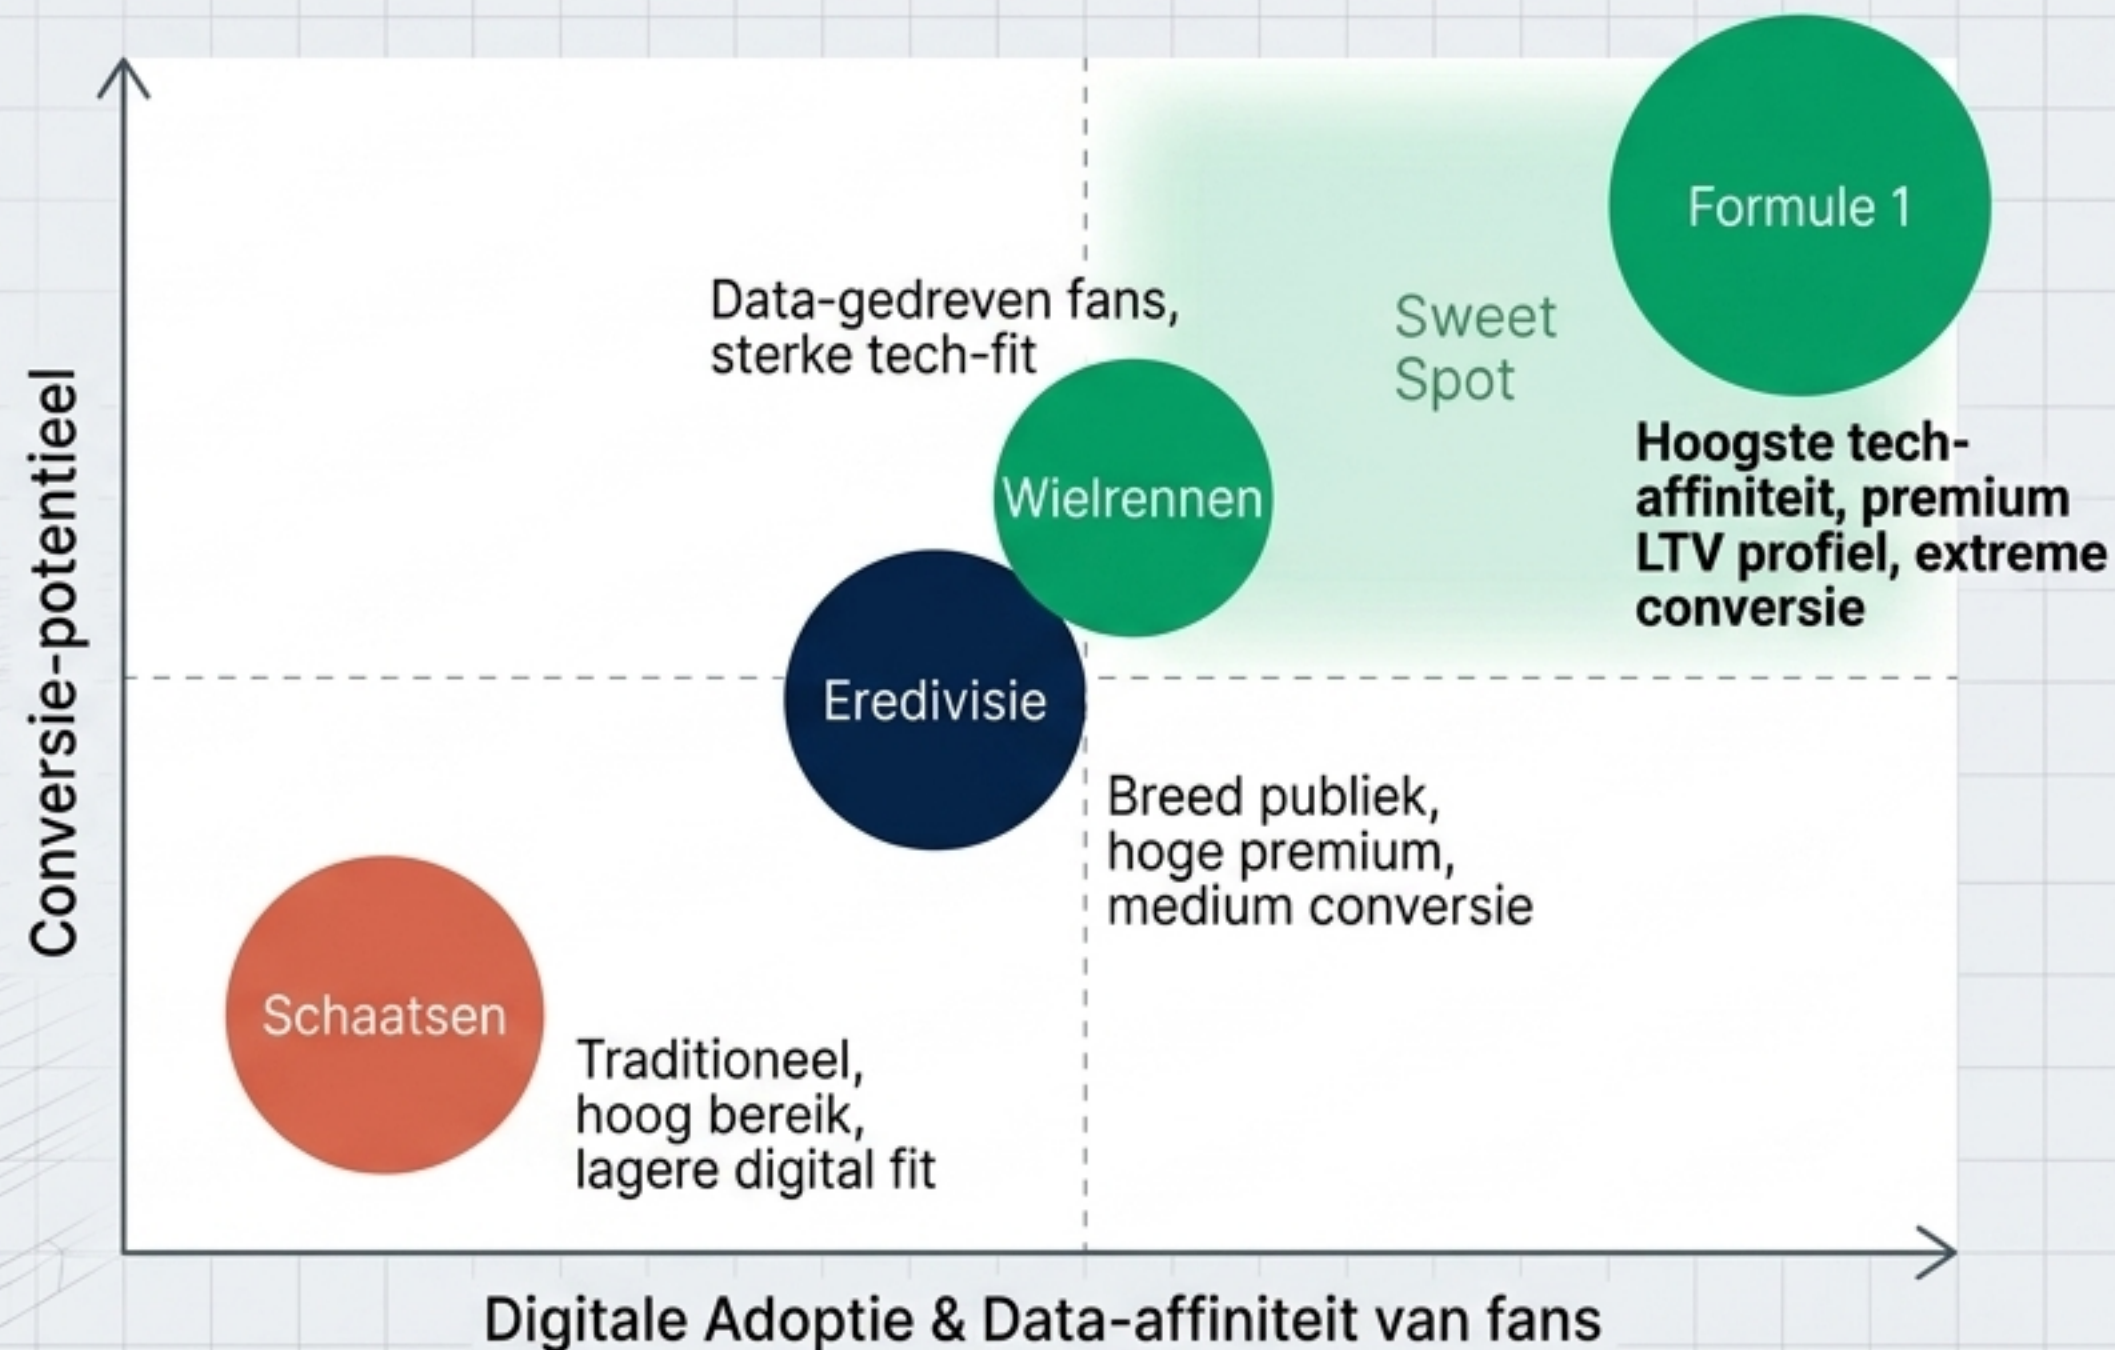 Formule 1
Data-gedreven fans,
sterke tech-fit
Sweet
Spot
Wielrennen
Hoogste tech-
affiniteit, premium
LTV profiel, extreme
conversie
Conversie-potentieel
Eredivisie
Breed publiek,
hoge premium,
medium conversie
Schaatsen
Traditioneel,
hoog bereik,
lagere digital fit
Digitale Adoptie & Data-affiniteit van fans